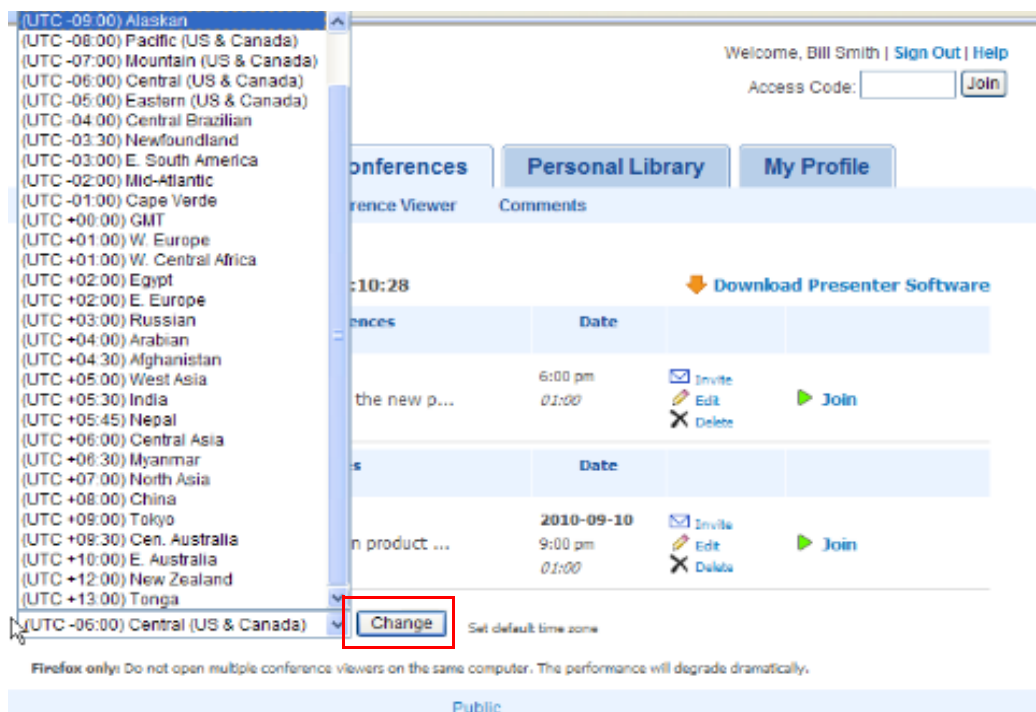 (UTC -09:00) Alaskan
(UTC -08:00) Pacific (US & Canada)
(UTC -07:00) Mountain (US & Canada)
(UTC -06:00) Central (US & Canada)
(UTC -05:00) Eastern (US & Canada)
(UTC -04:00) Central Brazilian
(UTC -03:30) Newfoundland
(UTC -03:00) E. South America
(UTC -02:00) Mid-Atlantic
(UTC -01:00) Cape Verde
(UTC +00:00) GMT
(UTC +01:00) W. Europe
(UTC +01:00) W. Central Africa
(UTC +02:00) Egypt
(UTC +02:00) E. Europe
(UTC +03:00) Russian
(UTC +04:00) Arabian
(UTC +04:30) Afghanistan
(UTC +05:00) West Asia
(UTC +05:30) India
(UTC +05:45) Nepal
(UTC +06:00) Central Asia
(UTC +06:30) Myanmar
(UTC +07:00) North Asia
(UTC +08:00) China
(UTC +09:00) Tokyo
(UTC +09:30) Cen. Australia
(UTC +10:00) E. Australia
(UTC +12:00) New Zealand
(UTC +13:00) Tonga
(UTC -06:00) Central (US & Canada) Change Set default time zone
Welcome, Bill Smith | Sign Out | Help
Access Code: Join
onferences Personal Library My Profile
rence Viewer Comments
:10:28 Download Presenter Software
ences Date
6:00 pm Invite
the new p... 01:00 Edit Join
Delete
s Date
2010-09-10 Invite
n product ... 9:00 pm Edit Join
01:00 Delete
Firefox only: Do not open multiple conference viewers on the same computer. The performance will degrade dramatically.
Public